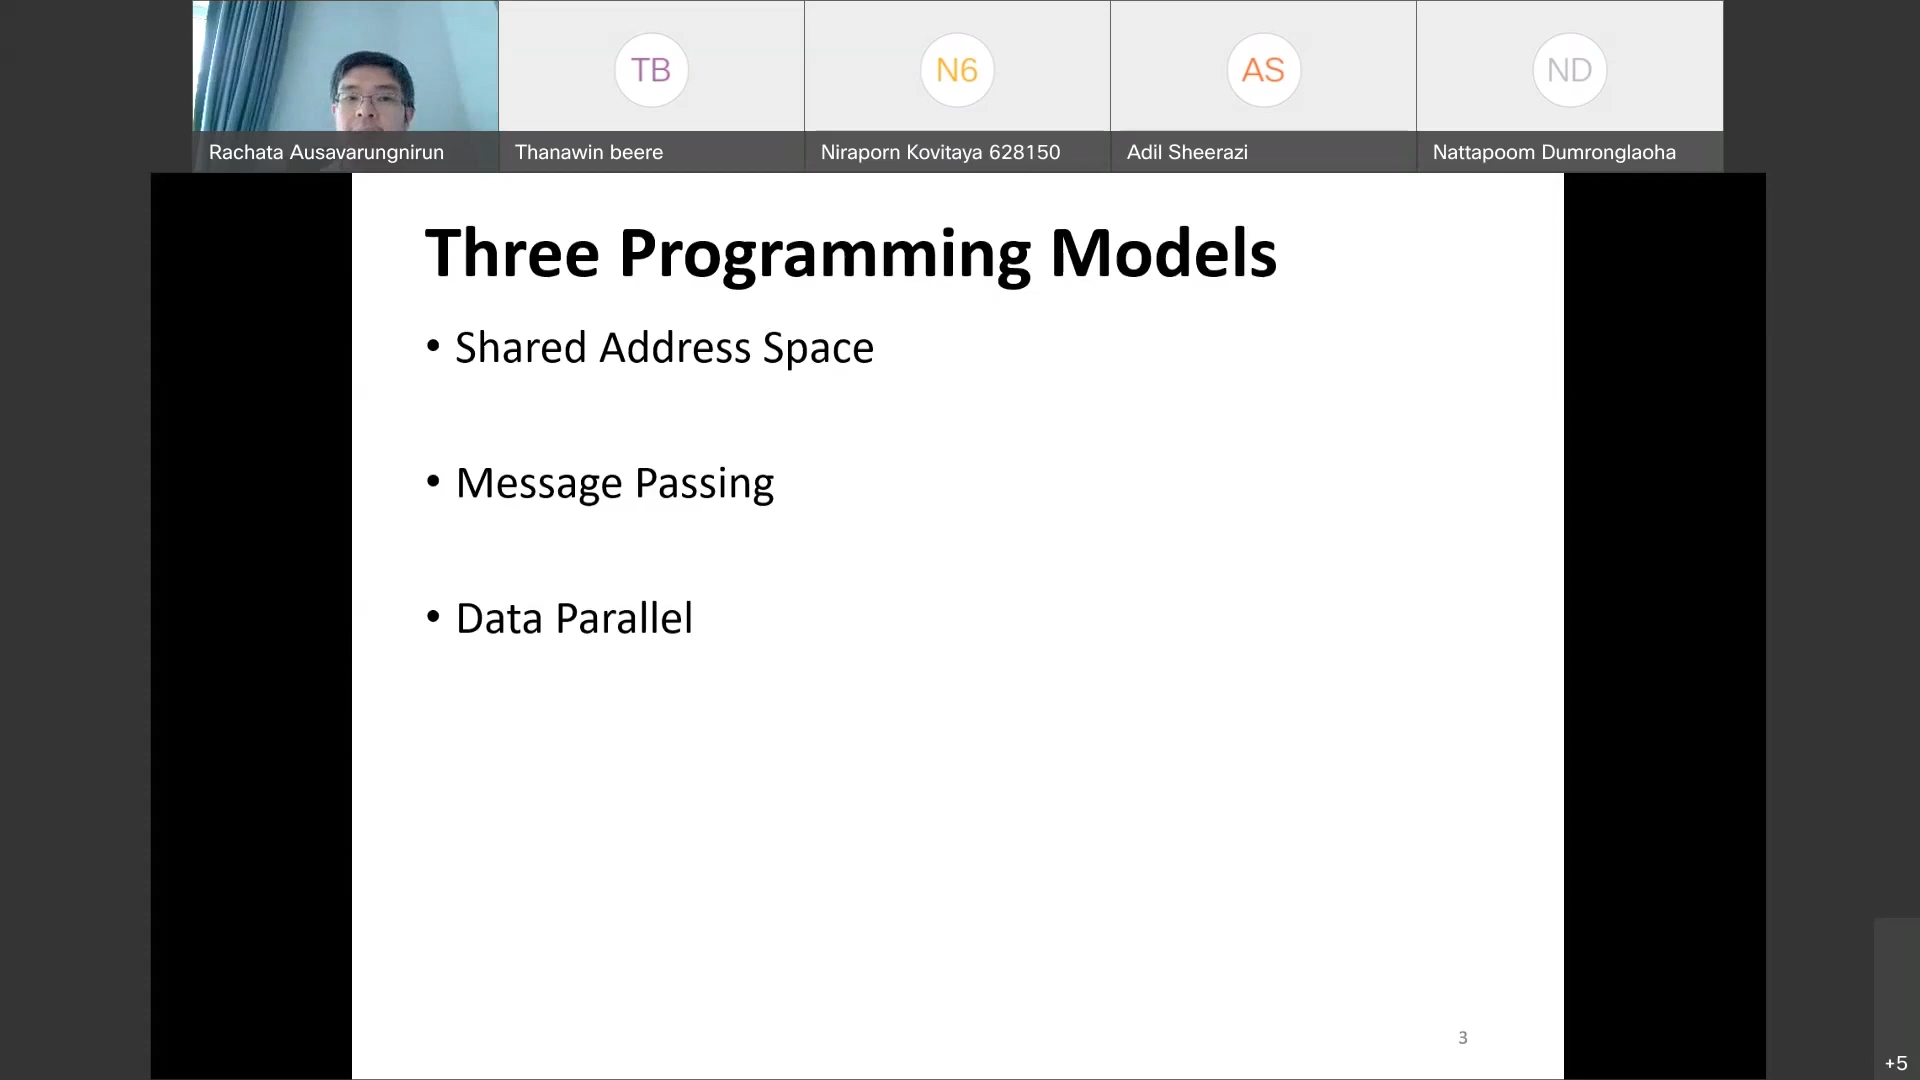 TB
N6
AS
ND
Rachata Ausavarungnirun
Thanawin beere
Niraporn Kovitaya 628150
Adil Sheerazi
Nattapoom Dumronglaoha
Three Programming Models
• Shared Address Space
• Message Passing
• Data Parallel
3
+5